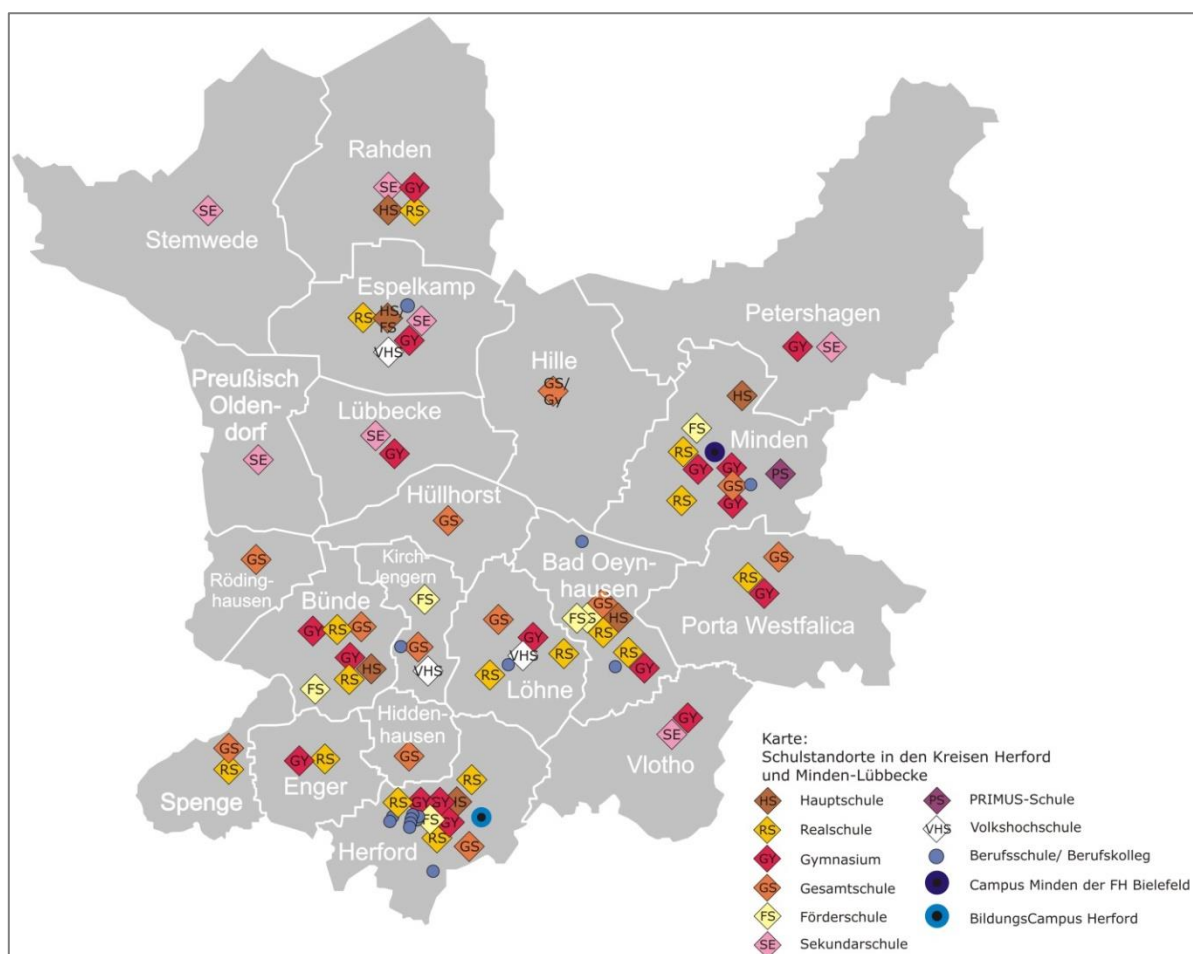 Rahden
SE GY
HS RS
SE
Stemwede
Espelkamp
RS HS/
FS
SE
GY
VHS
Petershagen
GY SE
Hille
GS/
Gy
Preußisch
Olden-
dorf
SE
Lübbecke
SE
GY
HS
FS
Minden
RS
GY GY
PS
GS
RS
GY
Hüllhorst
GS
GS
Röding-
hausen
Kirch-
lengern
FS
GS
VHS
Bad Oeyn-
hausen
GS
FS S HS
RS
RS
GY
GS
RS
GY
Porta Westfalica
Bünde
GY RS GS
GY
HS
RS
FS
GS
GY
VHS
RS
RS
Löhne
Hidden-
hausen
GS
GY
SE
Vlotho
GS
RS
Spenge
GY RS
Enger
RS
RS GY GY HS
FS GY
RS
GS
Herford
Karte:
Schulstandorte in den Kreisen Herford
und Minden-Lübbecke
HS Hauptschule
RS Realschule
GY Gymnasium
GS Gesamtschule
FS Förderschule
SE Sekundarschule
PS PRIMUS-Schule
VHS Volkshochschule
Berufsschule/ Berufskolleg
Campus Minden der FH Bielefeld
BildungsCampus Herford